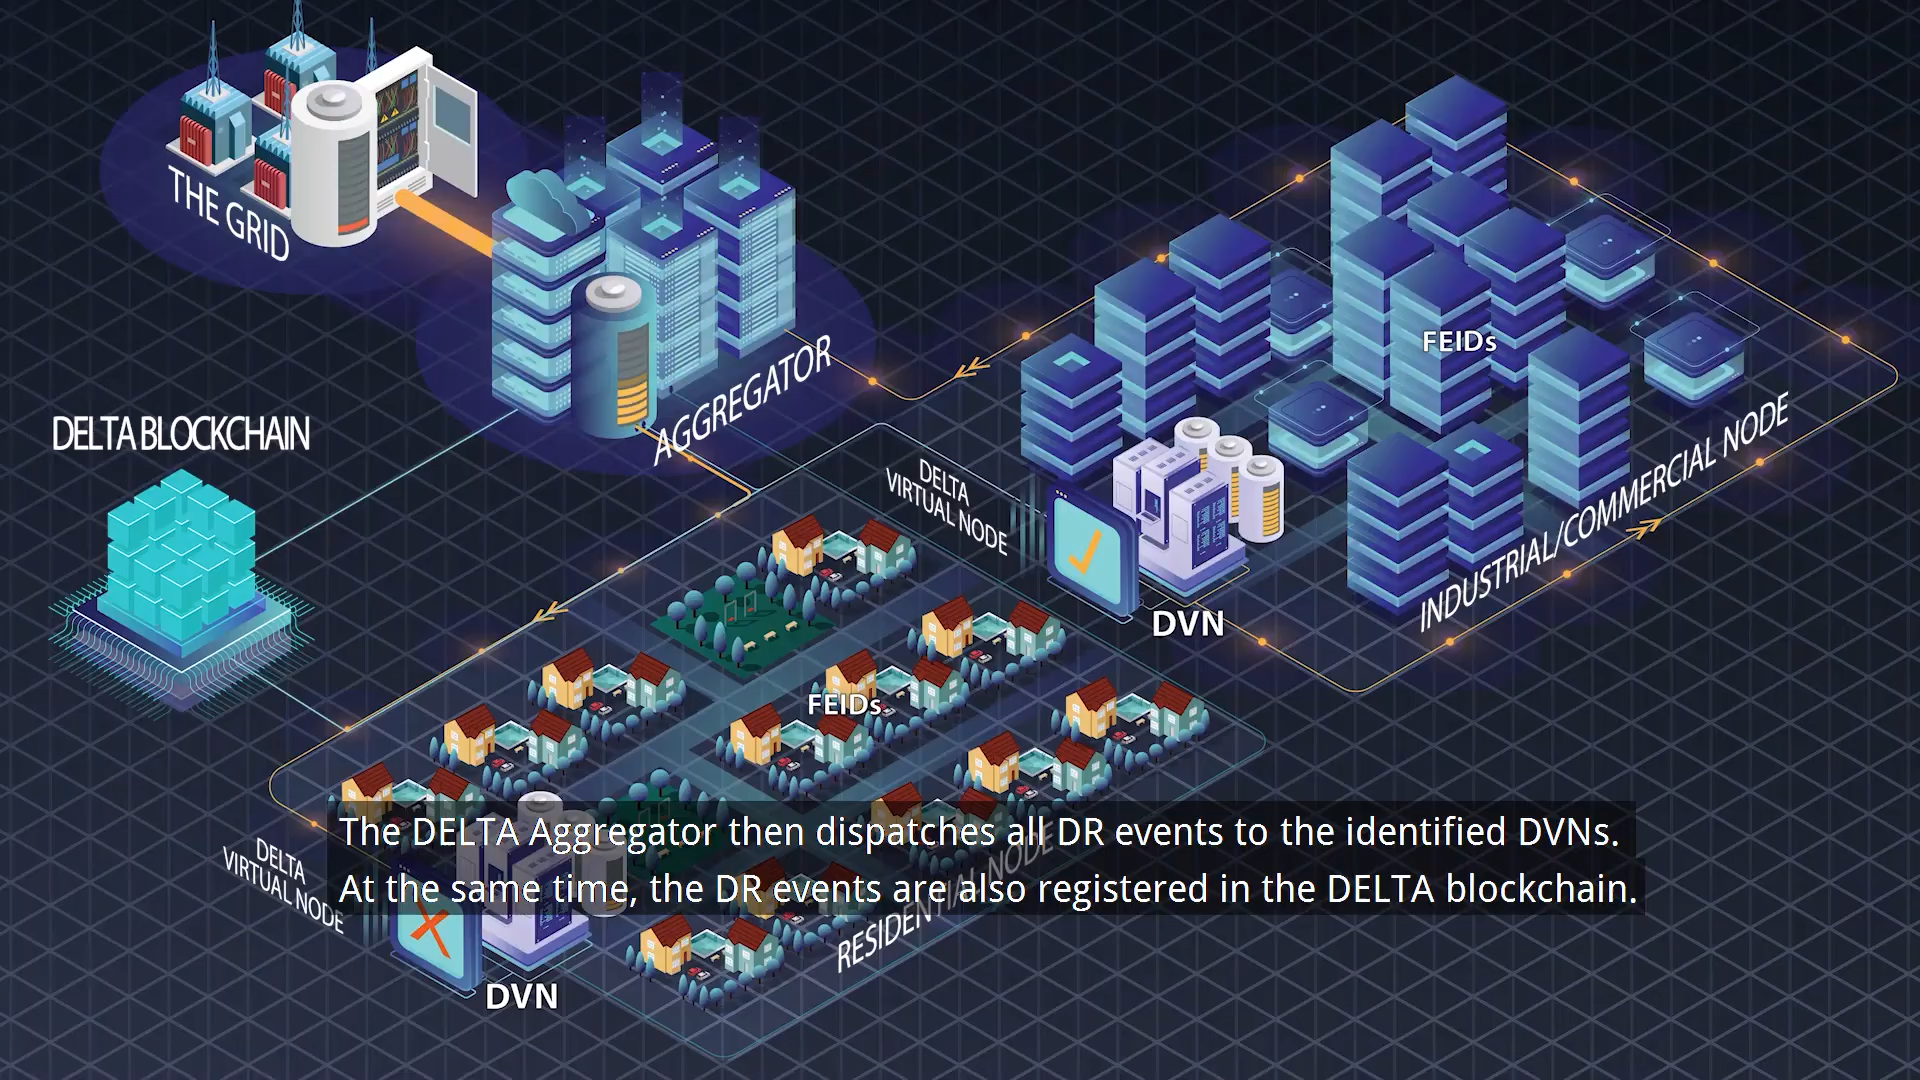 THE GRID
AGGREGATOR
DELTA BLOCKCHAIN
FEIDs
DELTA
VIRTUAL NODE
INDUSTRIAL/COMMERCIAL NODE
DVN
FEIDs
The DELTA Aggregator then dispatches all DR events to the identified DVNs.
At the same time, the DR events are also registered in the DELTA blockchain.
DELTA
VIRTUAL NODE
RESIDENTIAL NODE
DVN